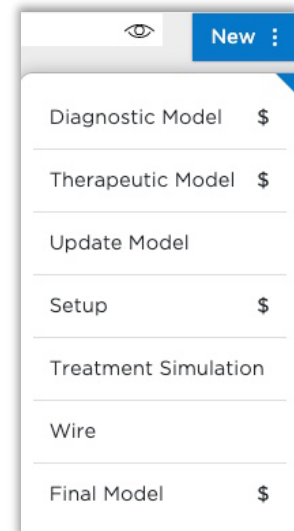 New
Diagnostic Model $
Therapeutic Model $
Update Model
Setup $
Treatment Simulation
Wire
Final Model $